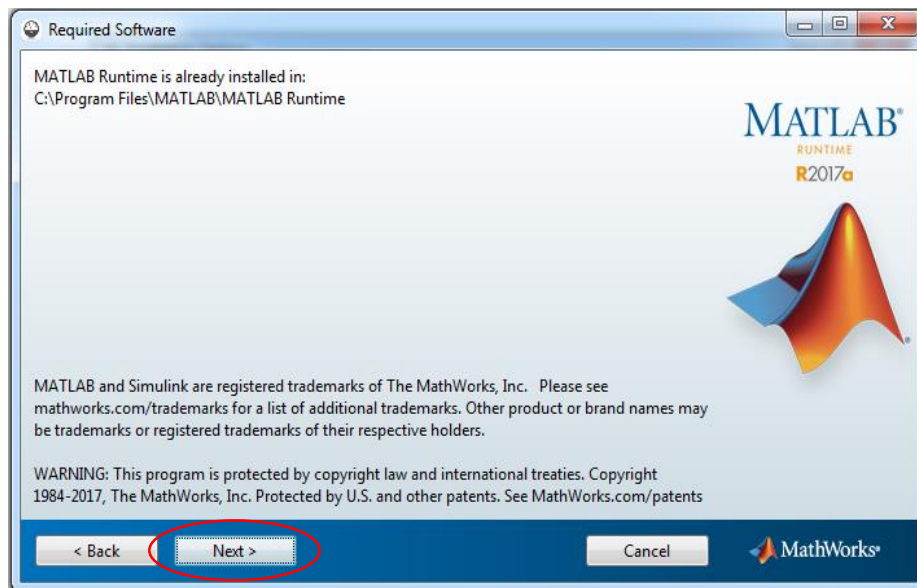 Required Software
MATLAB Runtime is already installed in:
C:\Program Files\MATLAB\MATLAB Runtime
MATLAB®
RUNTIME
R2017a
MATLAB and Simulink are registered trademarks of The MathWorks, Inc.   Please see
mathworks.com/trademarks for a list of additional trademarks. Other product or brand names may
be trademarks or registered trademarks of their respective holders.
WARNING: This program is protected by copyright law and international treaties. Copyright
1984-2017, The MathWorks, Inc. Protected by U.S. and other patents. See MathWorks.com/patents
< Back
Next >
Cancel
MathWorks®